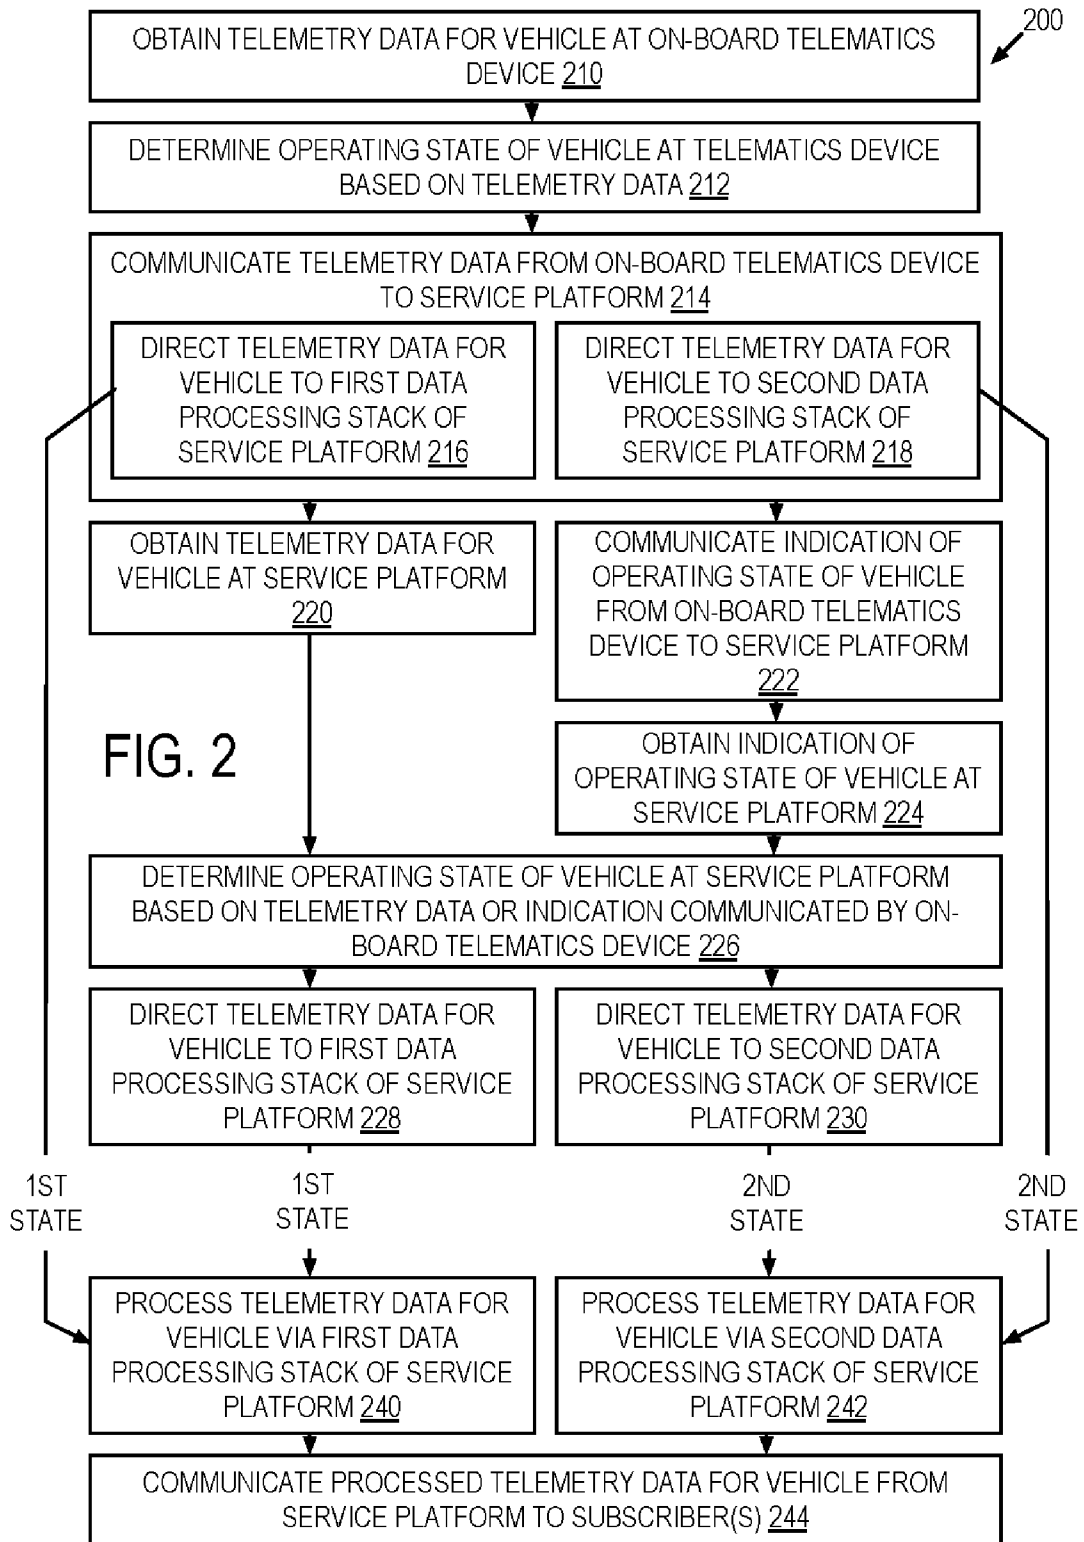 200
OBTAIN TELEMETRY DATA FOR VEHICLE AT ON-BOARD TELEMATICS
DEVICE 210
DETERMINE OPERATING STATE OF VEHICLE AT TELEMATICS DEVICE
BASED ON TELEMETRY DATA 212
COMMUNICATE TELEMETRY DATA FROM ON-BOARD TELEMATICS DEVICE
TO SERVICE PLATFORM 214
DIRECT TELEMETRY DATA FOR
VEHICLE TO FIRST DATA
PROCESSING STACK OF
SERVICE PLATFORM 216
DIRECT TELEMETRY DATA FOR
VEHICLE TO SECOND DATA
PROCESSING STACK OF
SERVICE PLATFORM 218
OBTAIN TELEMETRY DATA FOR
VEHICLE AT SERVICE PLATFORM
220
COMMUNICATE INDICATION OF
OPERATING STATE OF VEHICLE
FROM ON-BOARD TELEMATICS
DEVICE TO SERVICE PLATFORM
222
FIG. 2
OBTAIN INDICATION OF
OPERATING STATE OF VEHICLE AT
SERVICE PLATFORM 224
DETERMINE OPERATING STATE OF VEHICLE AT SERVICE PLATFORM
BASED ON TELEMETRY DATA OR INDICATION COMMUNICATED BY ON-
BOARD TELEMATICS DEVICE 226
DIRECT TELEMETRY DATA FOR
VEHICLE TO FIRST DATA
PROCESSING STACK OF SERVICE
PLATFORM 228
DIRECT TELEMETRY DATA FOR
VEHICLE TO SECOND DATA
PROCESSING STACK OF SERVICE
PLATFORM 230
1ST
STATE
1ST
STATE
2ND
STATE
2ND
STATE
PROCESS TELEMETRY DATA FOR
VEHICLE VIA FIRST DATA
PROCESSING STACK OF SERVICE
PLATFORM 240
PROCESS TELEMETRY DATA FOR
VEHICLE VIA SECOND DATA
PROCESSING STACK OF SERVICE
PLATFORM 242
COMMUNICATE PROCESSED TELEMETRY DATA FOR VEHICLE FROM
SERVICE PLATFORM TO SUBSCRIBER(S) 244